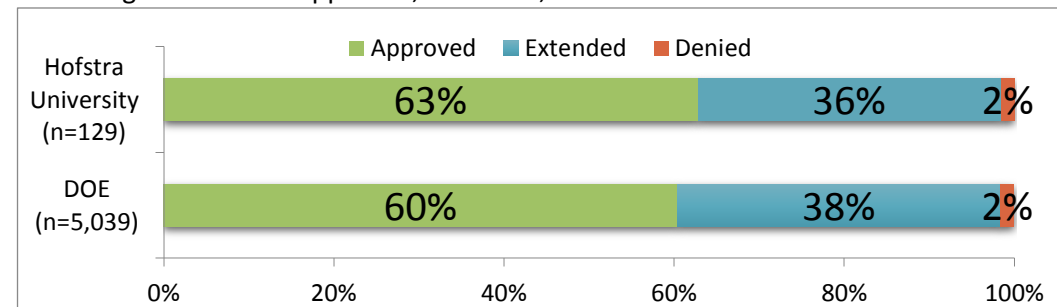 Approved Extended Denied
Hofstra
University
(n=129)
63% 36% 2%
DOE
(n=5,039)
60% 38% 2%
0% 20% 40% 60% 80% 100%